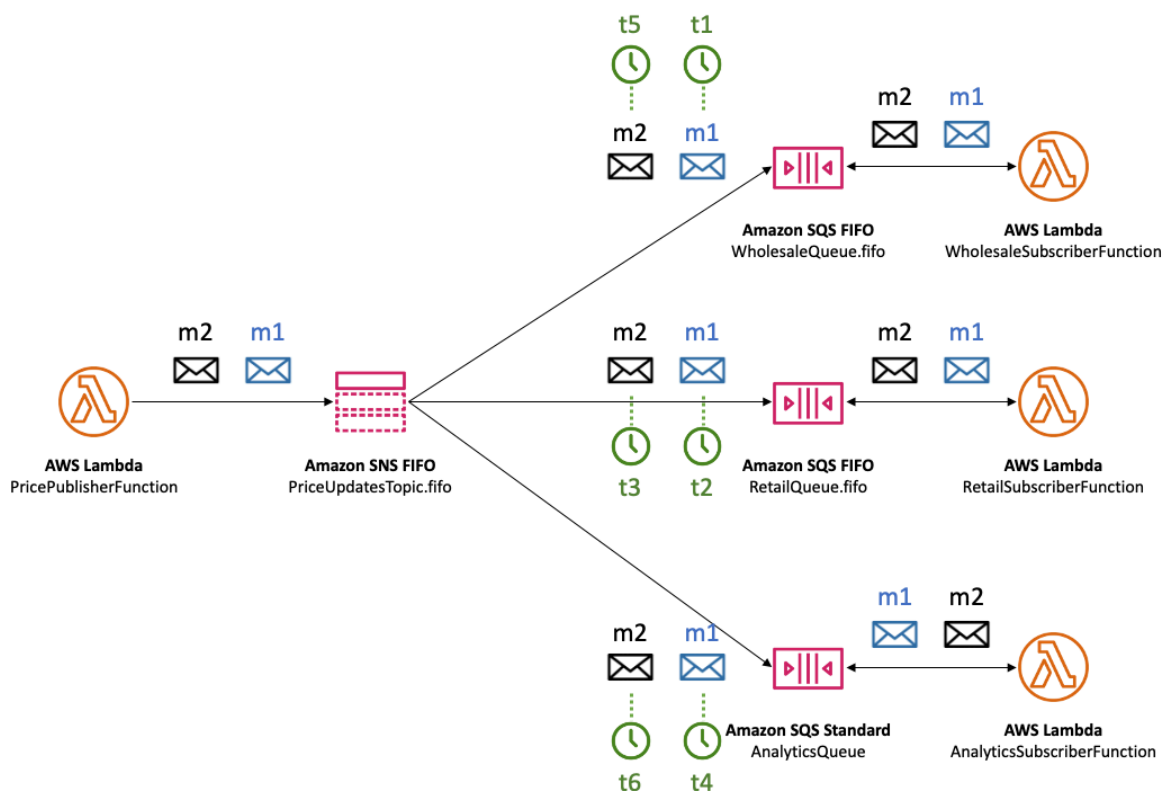 t5 t1
m2 m1
m2 m1
Amazon SQS FIFO
WholesaleQueue.fifo
AWS Lambda
WholesaleSubscriberFunction
m2 m1
m2 m1
m2 m1
AWS Lambda
PricePublisherFunction
Amazon SNS FIFO
PriceUpdatesTopic.fifo
Amazon SQS FIFO
RetailQueue.fifo
AWS Lambda
RetailSubscriberFunction
t3 t2
m1 m2
m2 m1
Amazon SQS Standard
AnalyticsQueue
AWS Lambda
AnalyticsSubscriberFunction
t6 t4